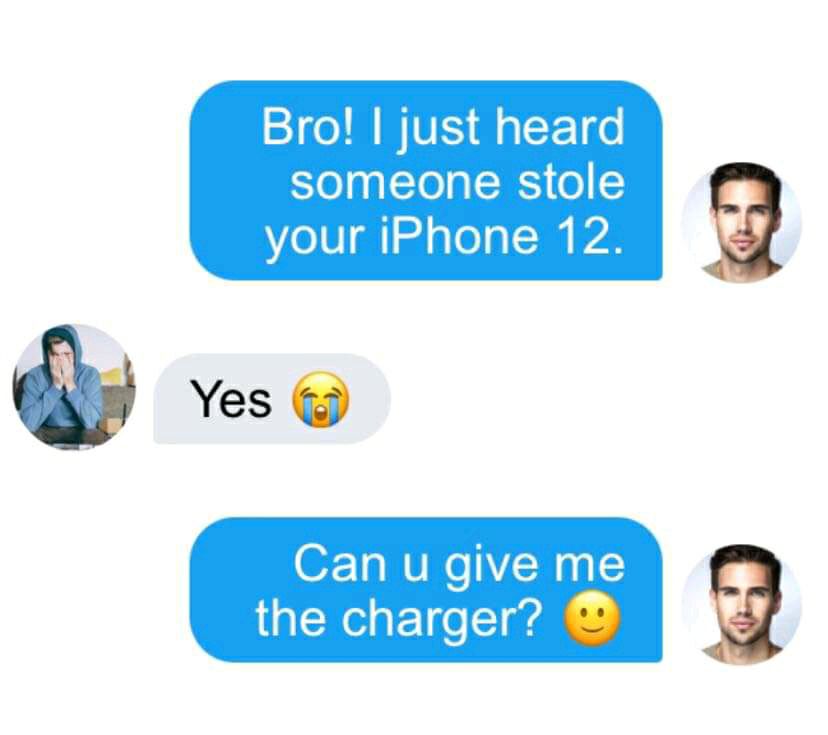 Bro! I just heard
someone stole
your iPhone 12.
Yes 😭
Can u give me
the charger? 🙂